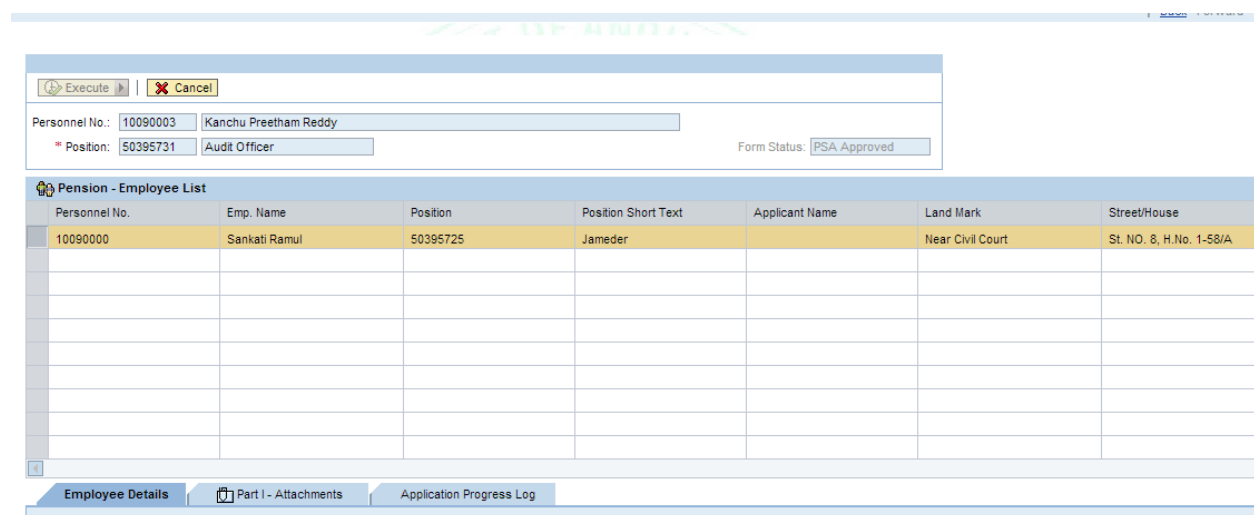 Back Forward
Execute Cancel
Personnel No.: 10090003 Kanchu Preetham Reddy
* Position: 50395731 Audit Officer Form Status: PSA Approved
Pension - Employee List
Personnel No. Emp. Name Position Position Short Text Applicant Name Land Mark Street/House
10090000 Sankati Ramul 50395725 Jameder Near Civil Court St. NO. 8, H.No. 1-58/A
Employee Details Part I - Attachments Application Progress Log